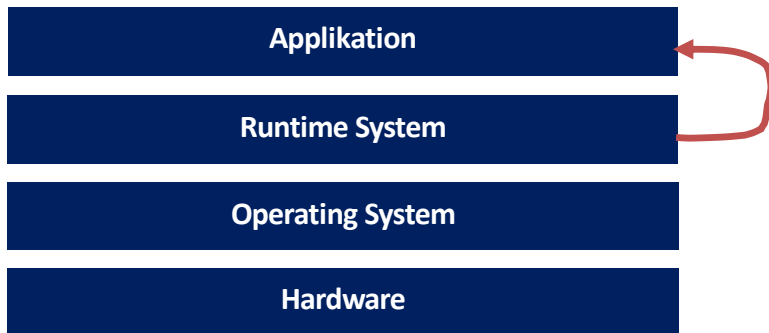 Applikation
Runtime System
Operating System
Hardware